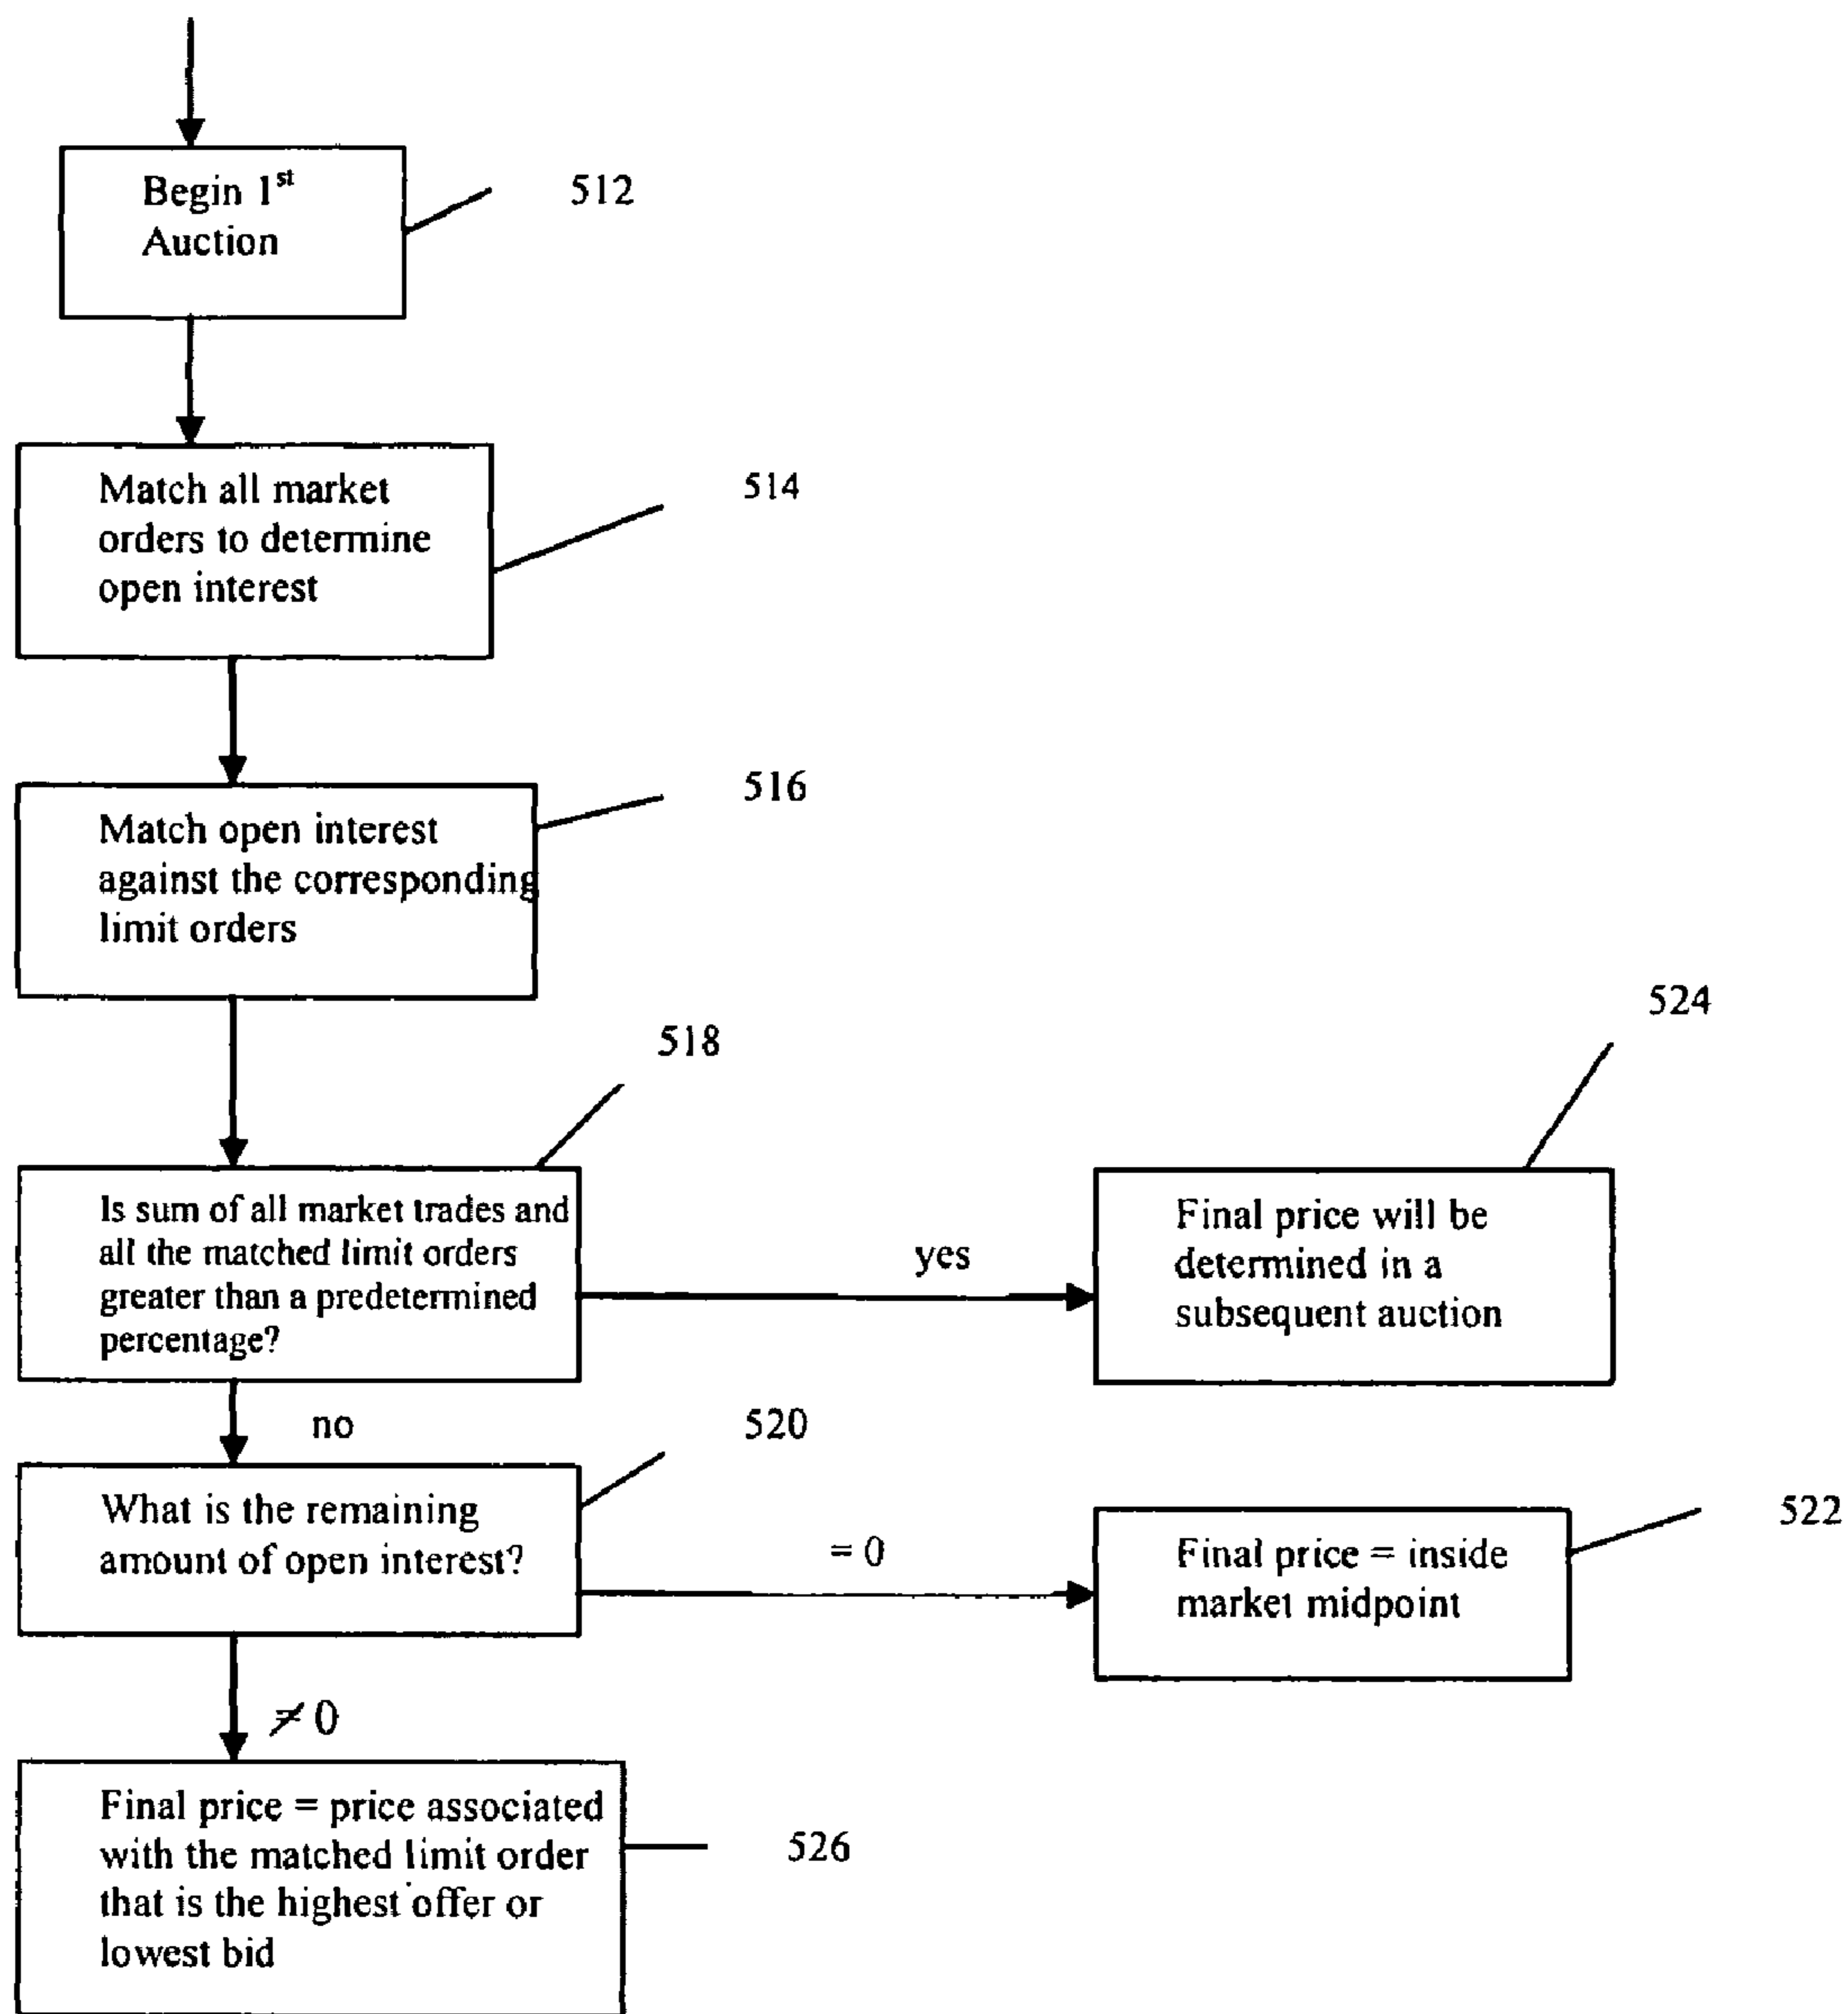 Begin 1st
Auction
512
Match all market
orders to determine
open interest
514
Match open interest
against the corresponding
limit orders
516
Is sum of all market trades and
all the matched limit orders
greater than a predetermined
percentage?
518
yes
Final price will be
determined in a
subsequent auction
524
no
What is the remaining
amount of open interest?
520
= 0
Final price = inside
market midpoint
522
≠ 0
Final price = price associated
with the matched limit order
that is the highest offer or
lowest bid
526